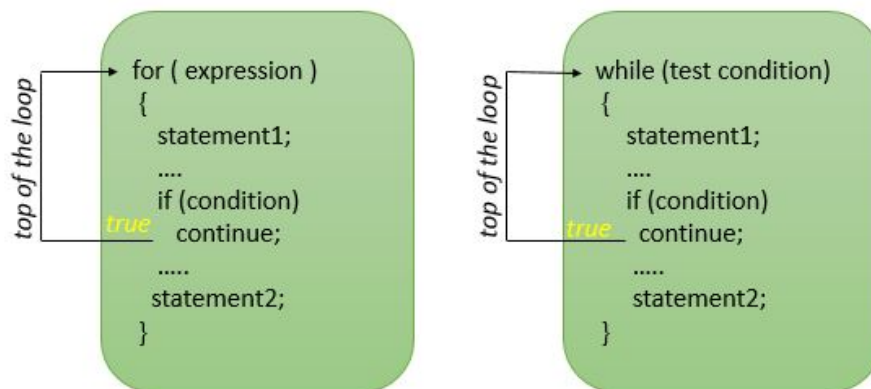 top of the loop
for ( expression )
{
statement1;
....
if (condition)
true
continue;
.....
statement2;
}
top of the loop
while (test condition)
{
statement1;
....
if (condition)
true
continue;
.....
statement2;
}